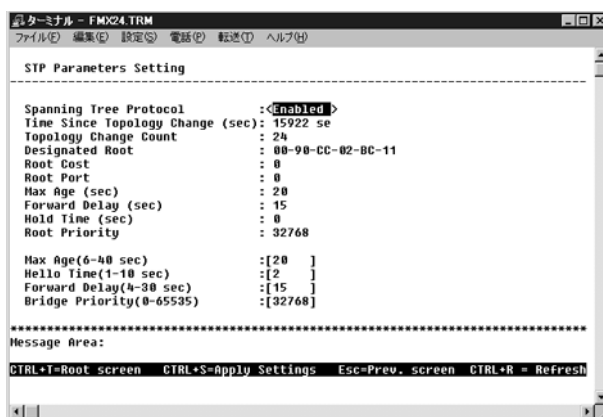 ターミナル - FMX24.TRM
ファイル(F) 編集(E) 設定(S) 電話(P) 転送(T) ヘルプ(H)
STP Parameters Setting
Spanning Tree Protocol :<Enabled >
Time Since Topology Change (sec): 15922 se
Topology Change Count : 24
Designated Root : 00-90-CC-02-BC-11
Root Cost : 0
Root Port : 0
Max Age (sec) : 20
Forward Delay (sec) : 15
Hold Time (sec) : 0
Root Priority : 32768
Max Age(6-40 sec) :[20 ]
Hello Time(1-10 sec) :[2 ]
Forward Delay(4-30 sec) :[15 ]
Bridge Priority(0-65535) :[32768]
Message Area:
CTRL+T=Root screen CTRL+S=Apply Settings Esc=Prev. screen CTRL+R = Refresh